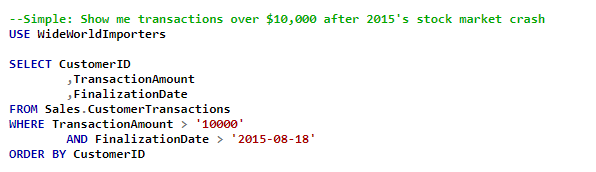 --Simple: Show me transactions over $10,000 after 2015's stock market crash
USE WideWorldImporters

SELECT CustomerID
        ,TransactionAmount
        ,FinalizationDate
FROM Sales.CustomerTransactions
WHERE TransactionAmount > '10000'
        AND FinalizationDate > '2015-08-18'
ORDER BY CustomerID